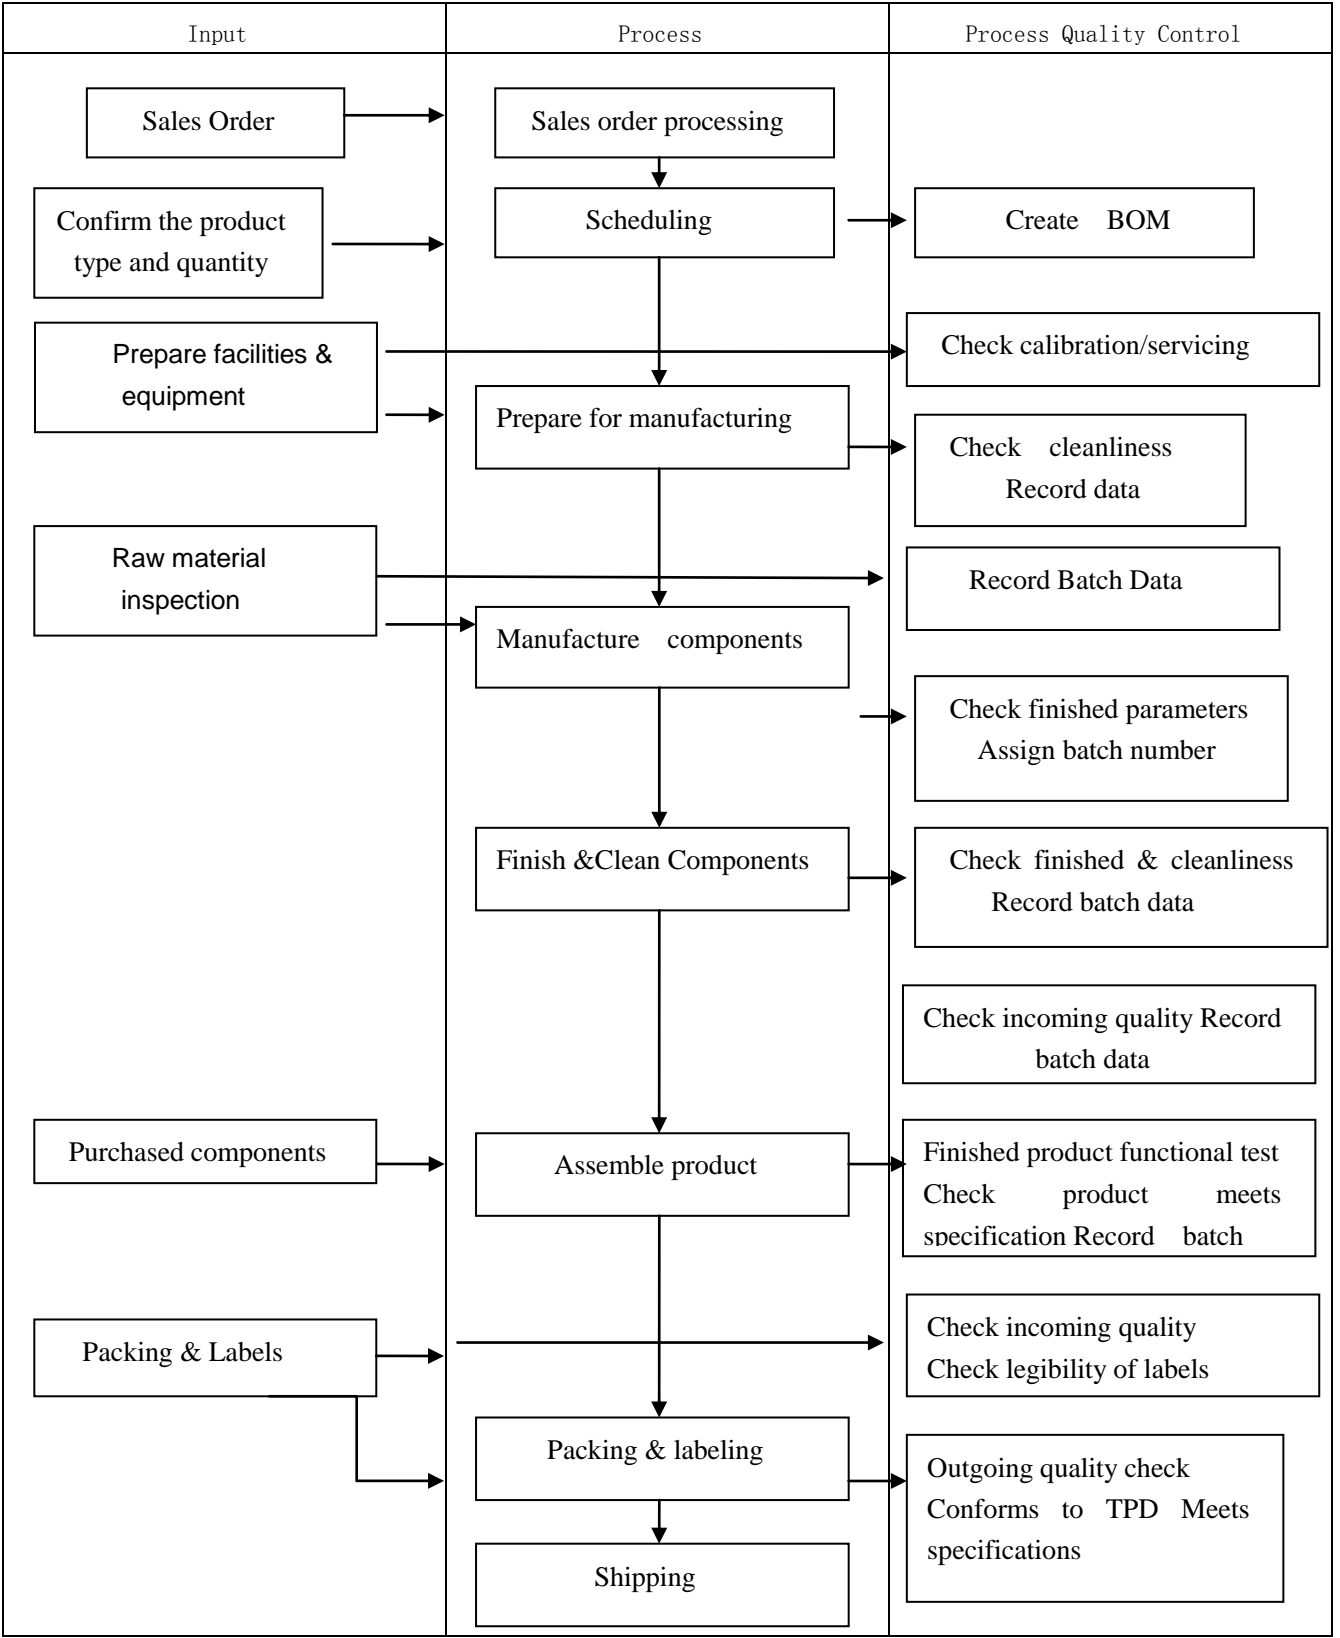 Input
Process
Process Quality Control
Sales Order
Sales order processing
Confirm the product
type and quantity
Scheduling
Create BOM
Prepare facilities &
equipment
Check calibration/servicing
Prepare for manufacturing
Check cleanliness
Record data
Raw material
inspection
Record Batch Data
Manufacture components
Check finished parameters
Assign batch number
Finish &Clean Components
Check finished & cleanliness
Record batch data
Check incoming quality Record
batch data
Purchased components
Assemble product
Finished product functional test
Check product meets
specification Record batch
Packing & Labels
Check incoming quality
Check legibility of labels
Packing & labeling
Outgoing quality check
Conforms to TPD Meets
specifications
Shipping